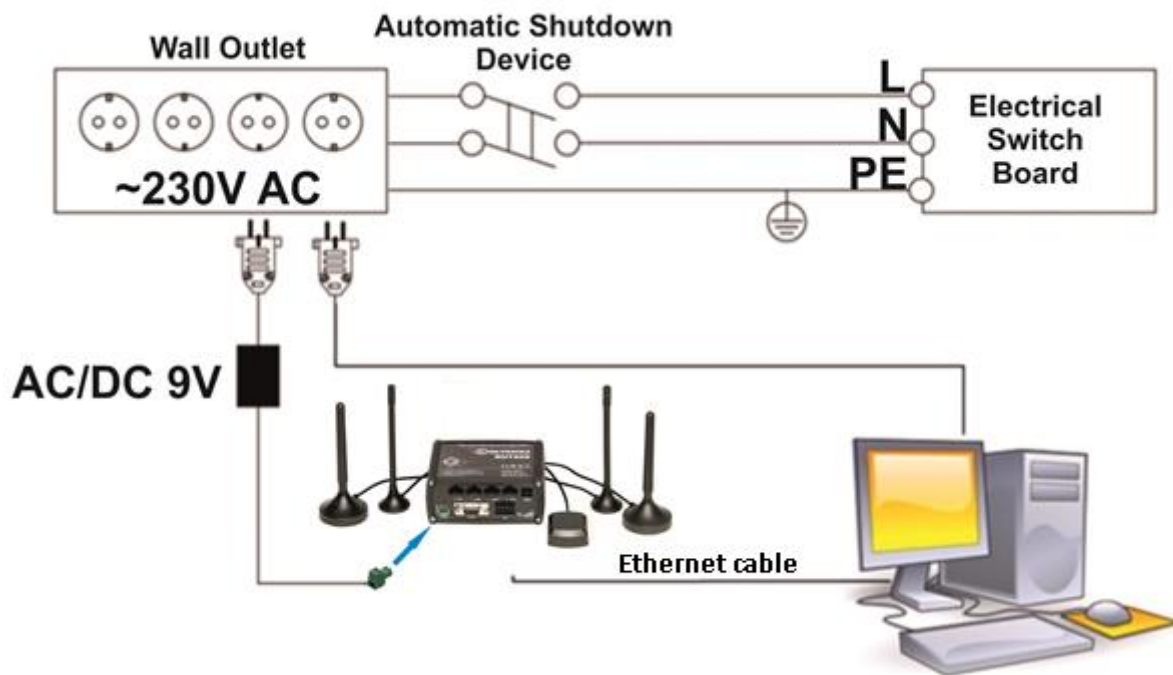 Wall Outlet
Automatic Shutdown
Device
~230V AC
L
N
PE
Electrical
Switch
Board
AC/DC 9V
Ethernet cable